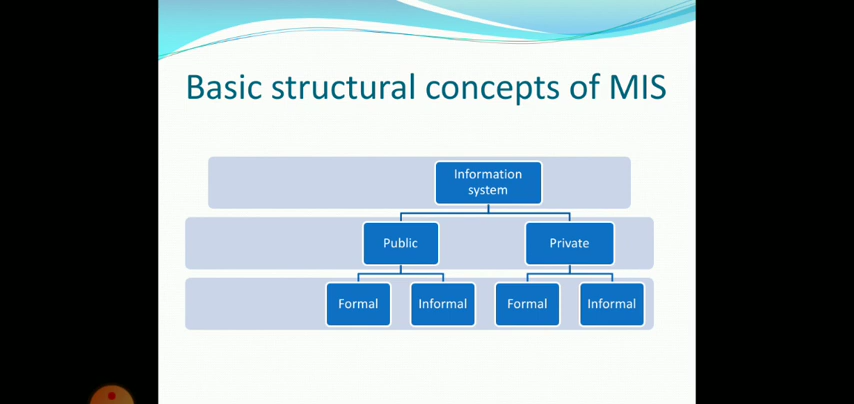 Basic structural concepts of MIS
Information
system
Public
Private
Formal
Informal
Formal
Informal